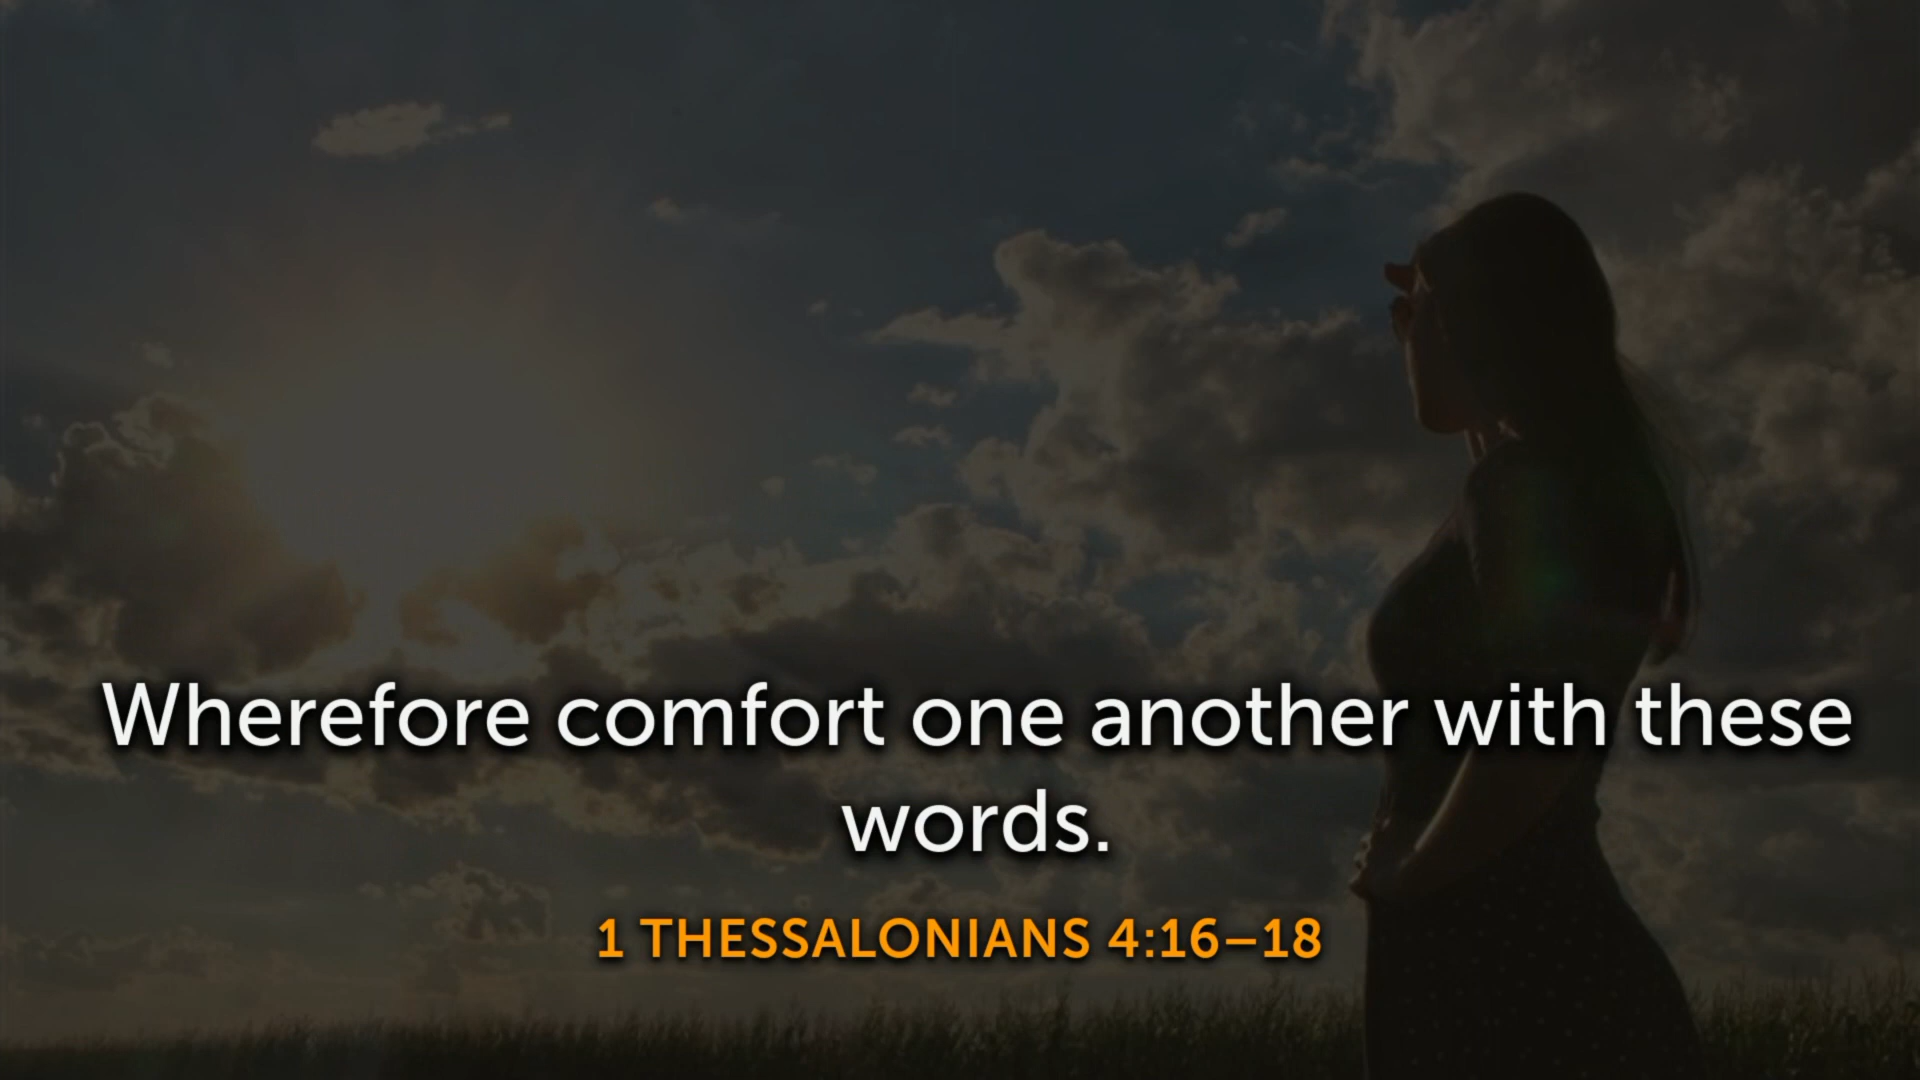 Wherefore comfort one another with these
words.
1 THESSALONIANS 4:16–18